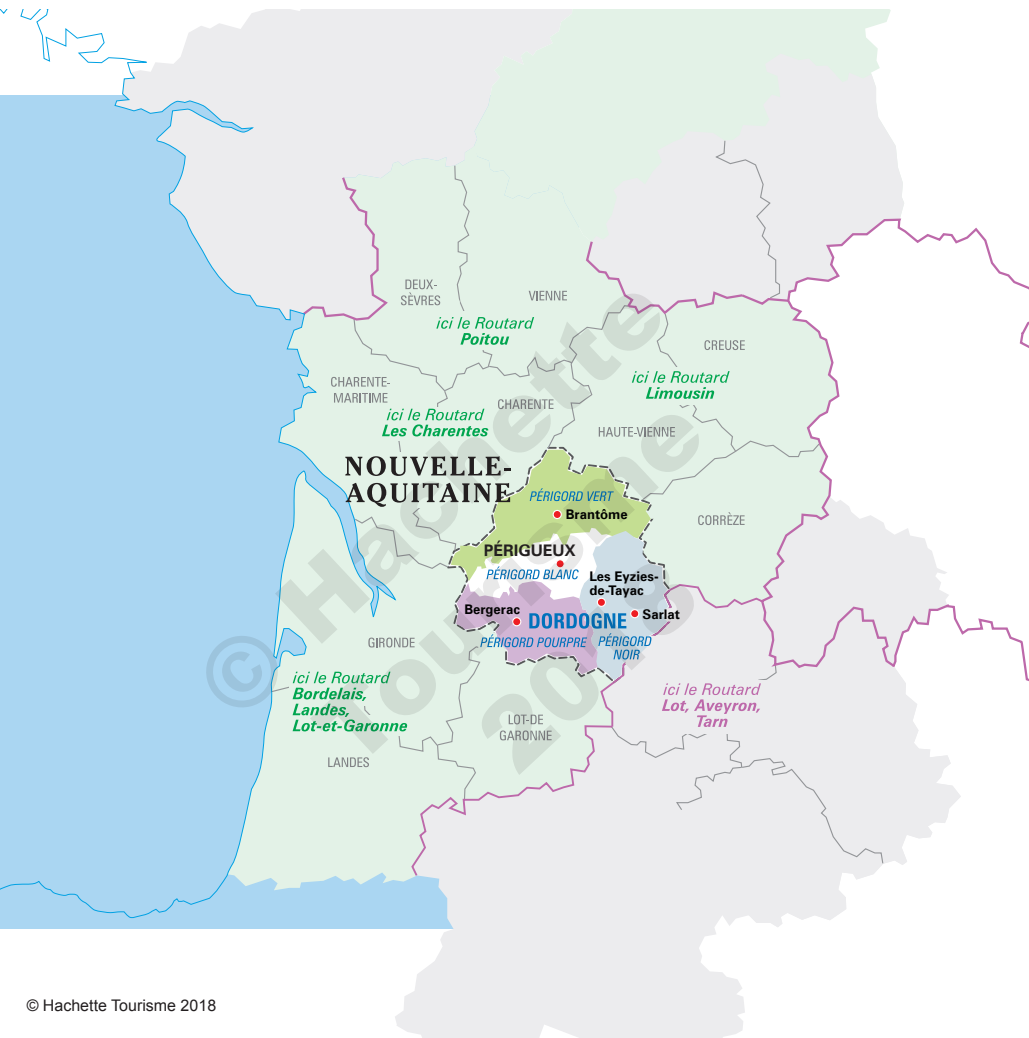 DEUX-
SÈVRES
VIENNE
ici le Routard
Poitou
CREUSE
CHARENTE-
MARITIME
ici le Routard
Limousin
CHARENTE
ici le Routard
Les Charentes
HAUTE-VIENNE
NOUVELLE-
AQUITAINE
PÉRIGORD VERT
Brantôme
CORRÈZE
PÉRIGUEUX
PÉRIGORD BLANC
Les Eyzies-
de-Tayac
Bergerac
DORDOGNE
Sarlat
GIRONDE
PÉRIGORD POURPRE
PÉRIGORD
NOIR
ici le Routard
Bordelais,
Landes,
Lot-et-Garonne
ici le Routard
Lot, Aveyron,
Tarn
LOT-DE
GARONNE
LANDES
© Hachette
Tourisme
2018
© Hachette Tourisme 2018